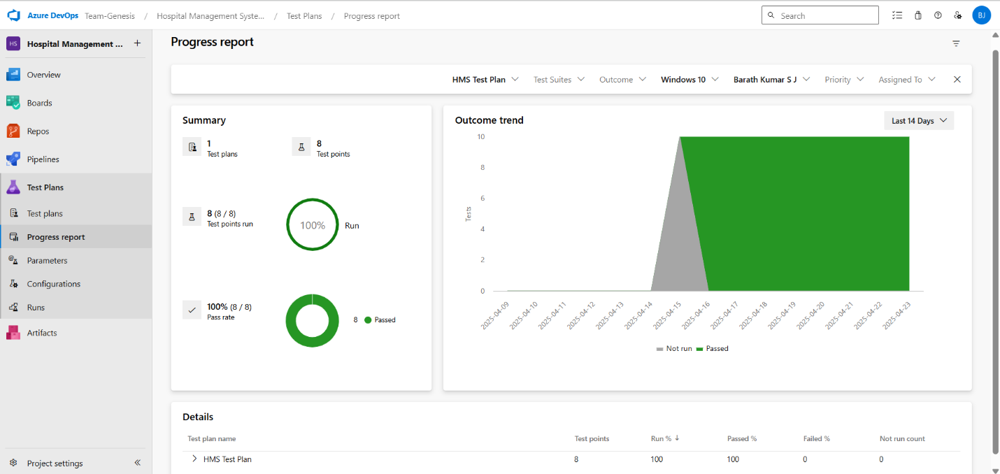 Azure DevOps Team-Genesis / Hospital Management Syste... / Test Plans / Progress report Search BJ
HS Hospital Management ... +
Overview
Boards
Repos
Pipelines
Test Plans
Test plans
Progress report
Parameters
Configurations
Runs
Artifacts
Project settings
Progress report
HMS Test Plan Test Suites Outcome Windows 10 Barath Kumar S J Priority Assigned To
Summary
1
Test plans
8
Test points
8 (8 / 8)
Test points run
100%
Run
100% (8 / 8)
Pass rate
8 Passed
Outcome trend
Last 14 Days
10
8
6
4
2
0
Tests
2025-04-09
2025-04-10
2025-04-11
2025-04-12
2025-04-13
2025-04-14
2025-04-15
2025-04-16
2025-04-17
2025-04-18
2025-04-19
2025-04-20
2025-04-21
2025-04-22
2025-04-23
Not run Passed
Details
Test plan name Test points Run % ↓ Passed % Failed % Not run count
HMS Test Plan 8 100 100 0 0